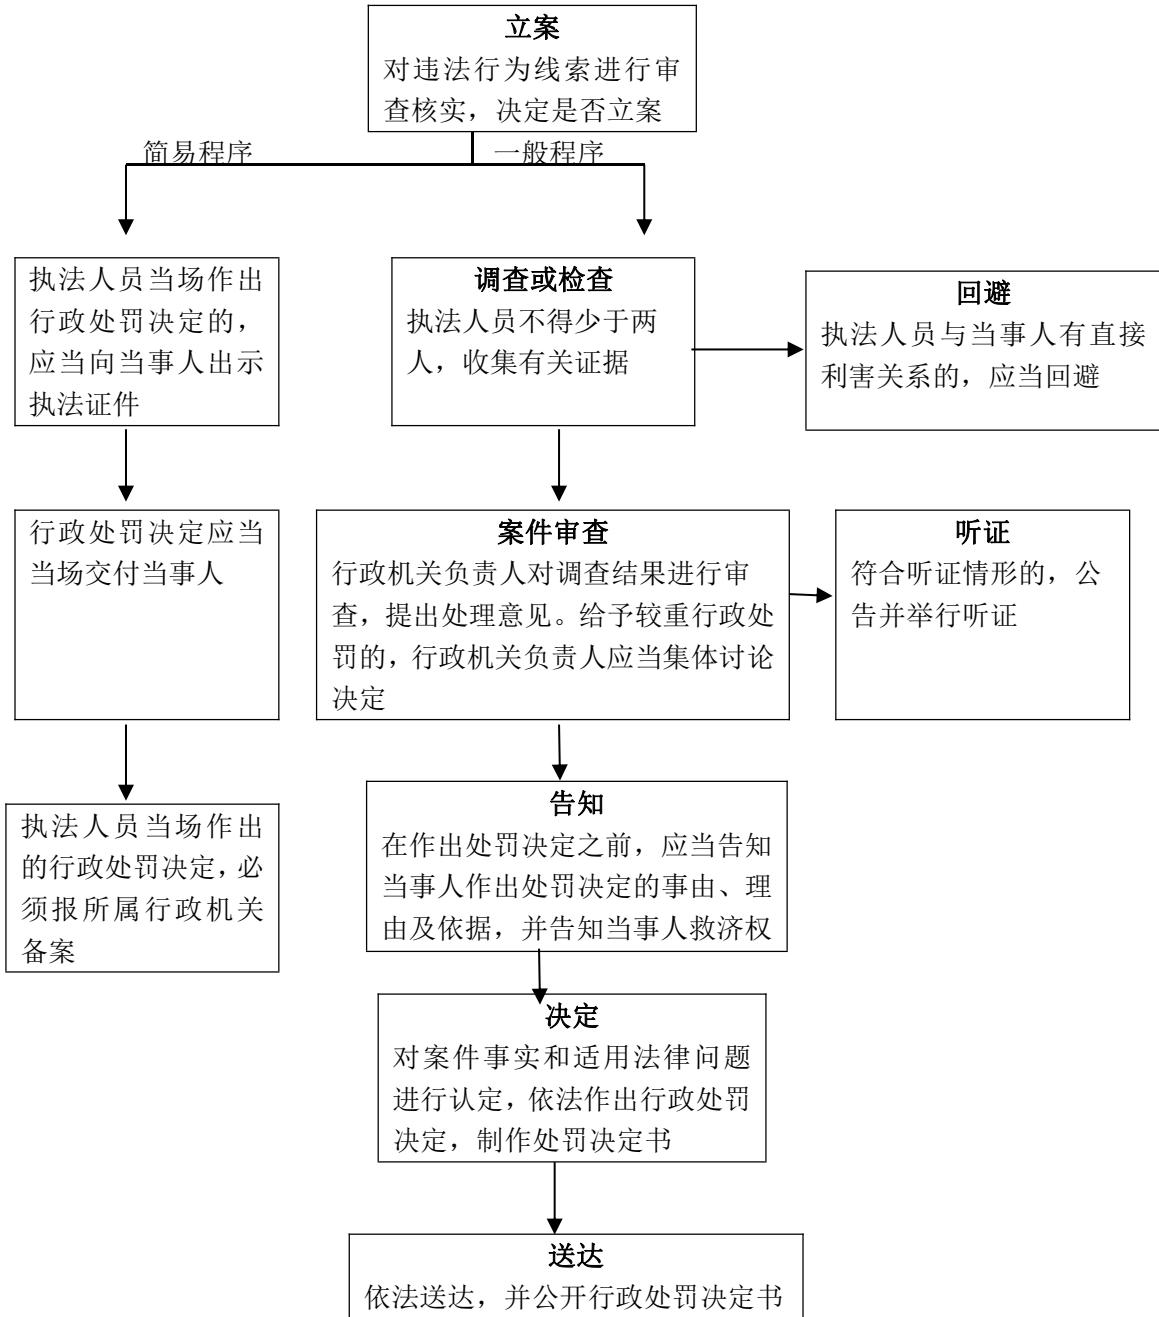 立案
对违法行为线索进行审
查核实，决定是否立案
简易程序
一般程序
执法人员当场作出
行政处罚决定的，
应当向当事人出示
执法证件
调查或检查
执法人员不得少于两
人，收集有关证据
回避
执法人员与当事人有直接
利害关系的，应当回避
行政处罚决定应当
当场交付当事人
案件审查
行政机关负责人对调查结果进行审
查，提出处理意见。给予较重行政处
罚的，行政机关负责人应当集体讨论
决定
听证
符合听证情形的，公
告并举行听证
执法人员当场作出
的行政处罚决定，必
须报所属行政机关
备案
告知
在作出处罚决定之前，应当告知
当事人作出处罚决定的事由、理
由及依据，并告知当事人救济权
决定
对案件事实和适用法律问题
进行认定，依法作出行政处罚
决定，制作处罚决定书
送达
依法送达，并公开行政处罚决定书